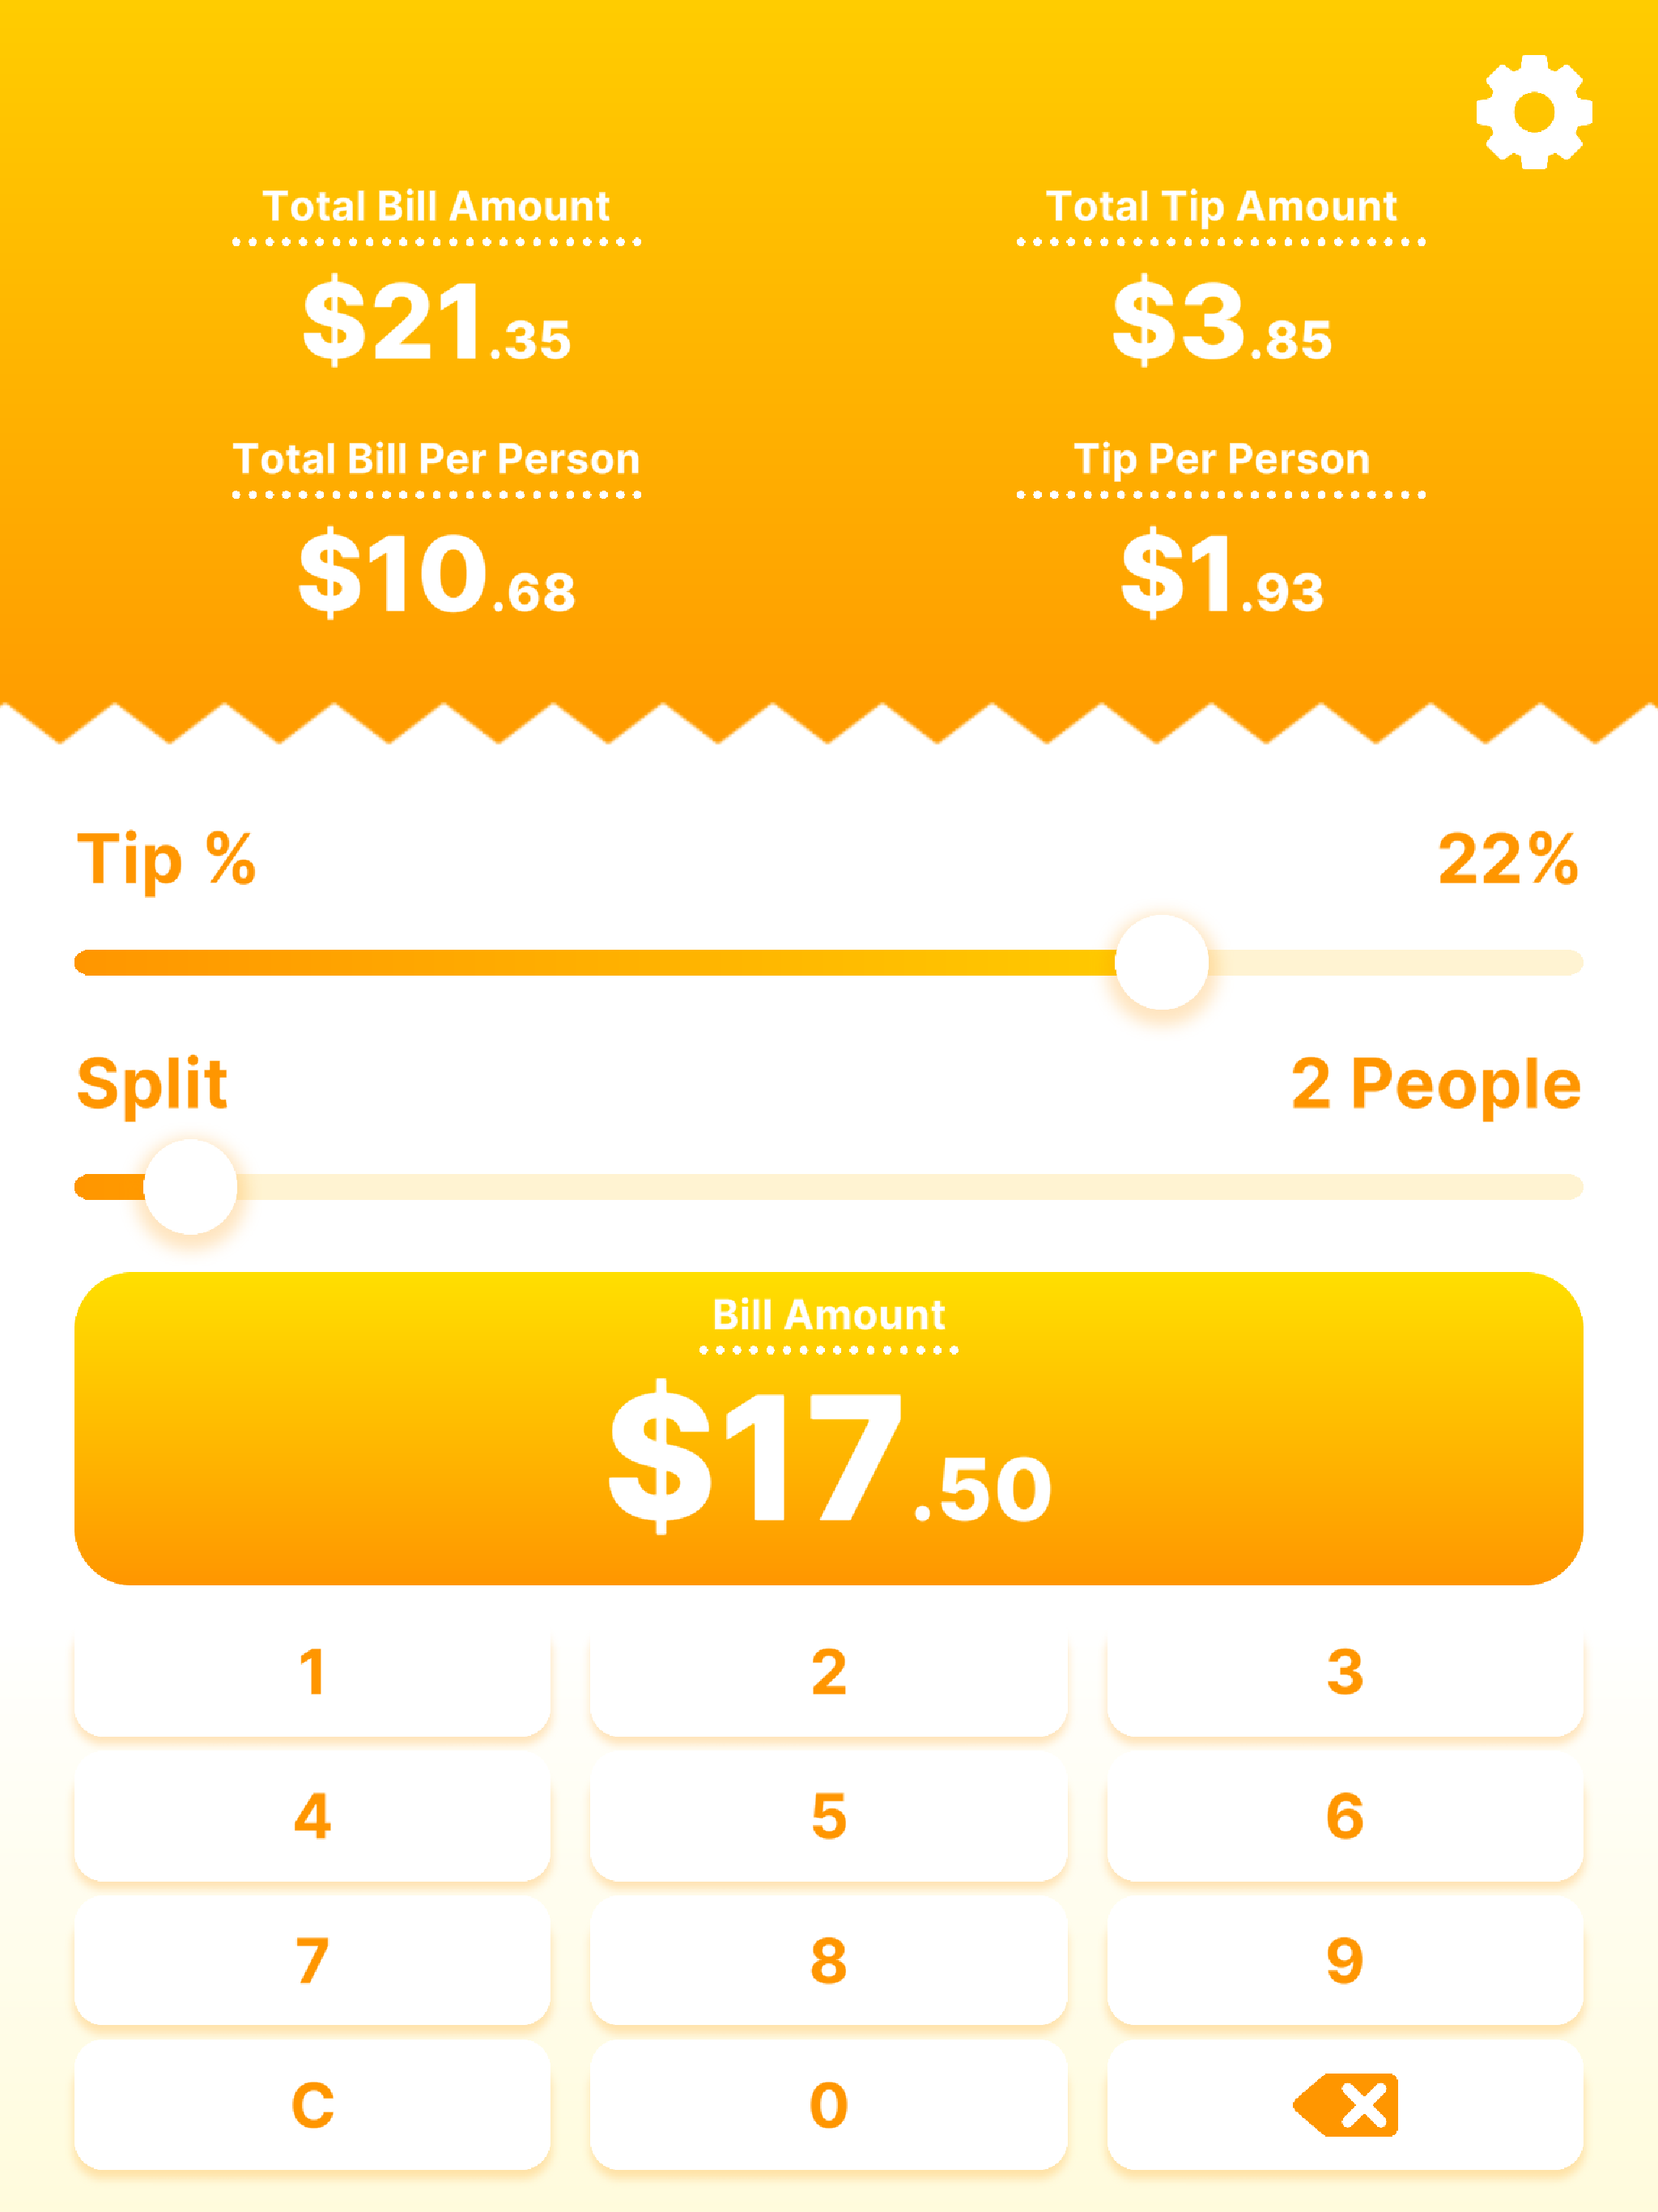 Total Bill Amount
$21.35
Total Tip Amount
$3.85
Total Bill Per Person
$10.68
Tip Per Person
$1.93
Tip %
22%
Split
2 People
Bill Amount
$17.50
1
2
3
4
5
6
7
8
9
C
0